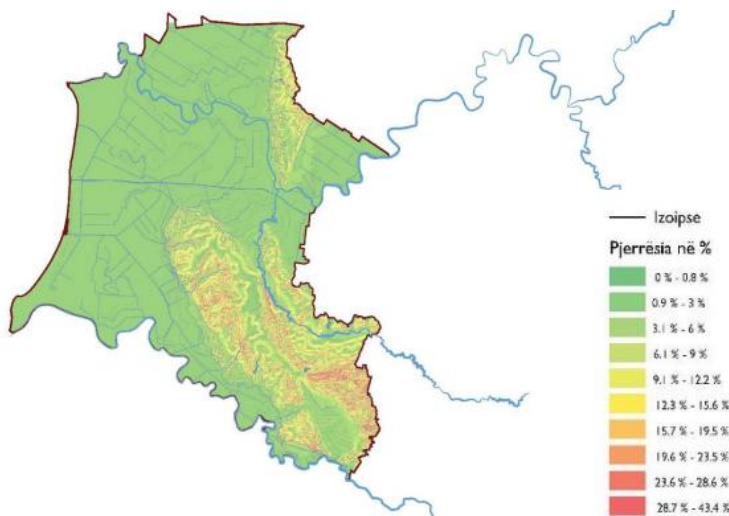 Izoipse
Pjerrësia në %
0 % - 0.8 %
0.9 % - 3 %
3.1 % - 6 %
6.1 % - 9 %
9.1 % - 12.2 %
12.3 % - 15.6 %
15.7 % - 19.5 %
19.6 % - 23.5 %
23.6 % - 28.6 %
28.7 % - 43.4 %